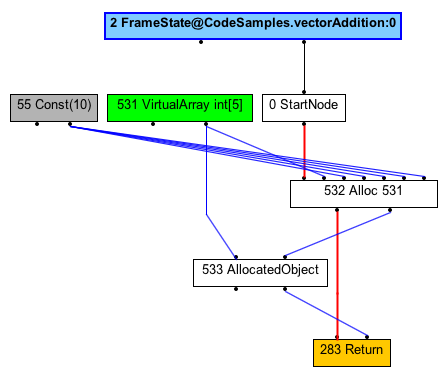 2 FrameState@CodeSamples.vectorAddition:0
55 Const(10)
531 VirtualArray int[5]
0 StartNode
532 Alloc 531
533 AllocatedObject
283 Return